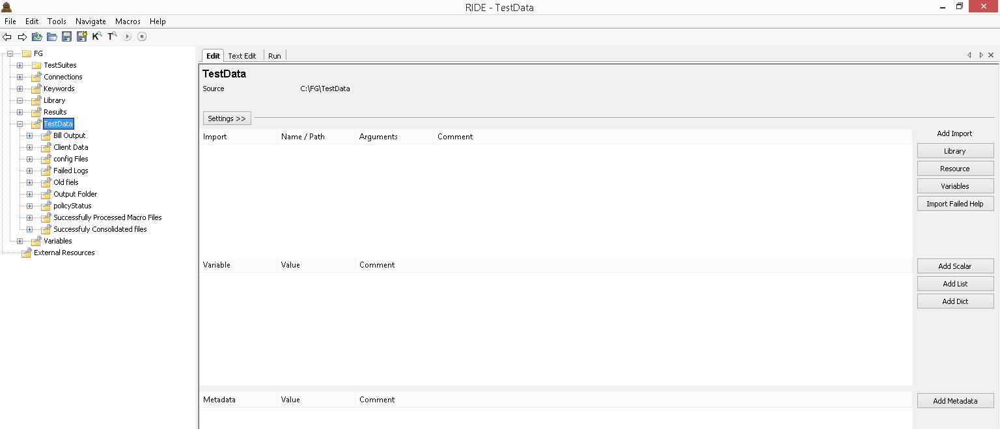 RIDE - TestData
File Edit Tools Navigate Macros Help
K T
FG
TestSuites
Connections
Keywords
Library
Results
TestData
Bill Output
Client Data
config Files
Failed Logs
Old fiels
Output Folder
policyStatus
Successfully Processed Macro Files
Successfuly Consolidated files
Variables
External Resources
Edit Text Edit Run
TestData
Source C:\FG\TestData
Settings >>
Import Name / Path Arguments Comment
Add Import
Library
Resource
Variables
Import Failed Help
Variable Value Comment
Add Scalar
Add List
Add Dict
Metadata Value Comment
Add Metadata